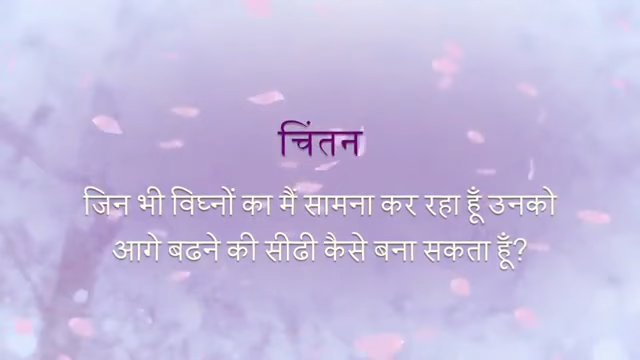 चिंतन
जिन भी विघ्नों का मैं सामना कर रहा हूँ उनको
आगे बढने की सीढी कैसे बना सकता हूँ?